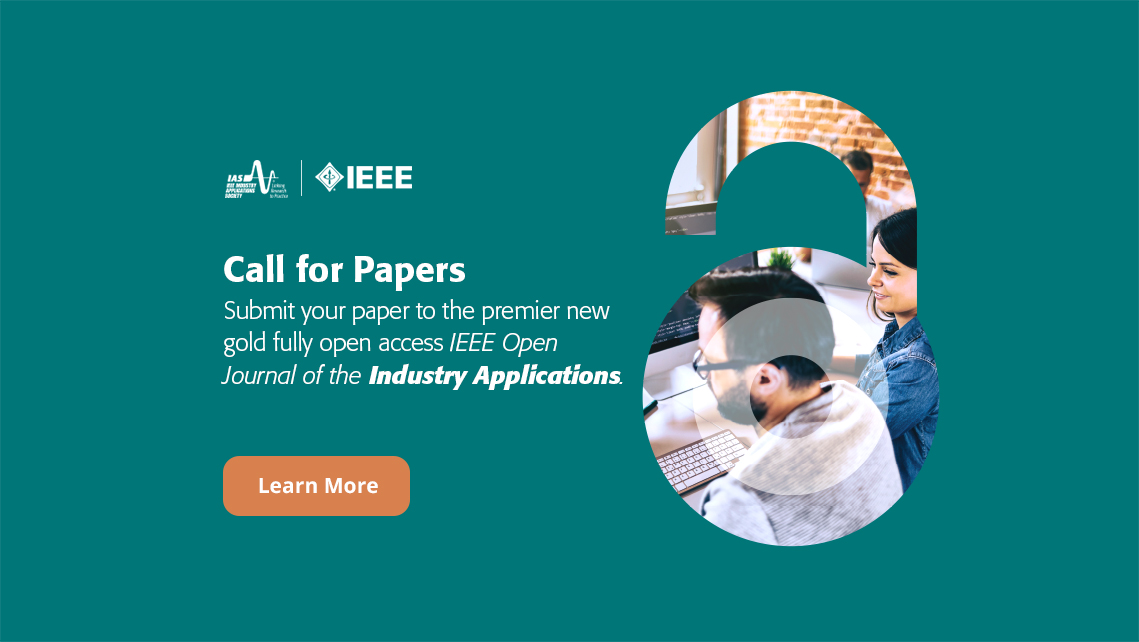 IAS
IEEE INDUSTRY
APPLICATIONS
SOCIETY
Linking
Research
to Practice
IEEE
Call for Papers
Submit your paper to the premier new
gold fully open access IEEE Open
Journal of the Industry Applications.
Learn More